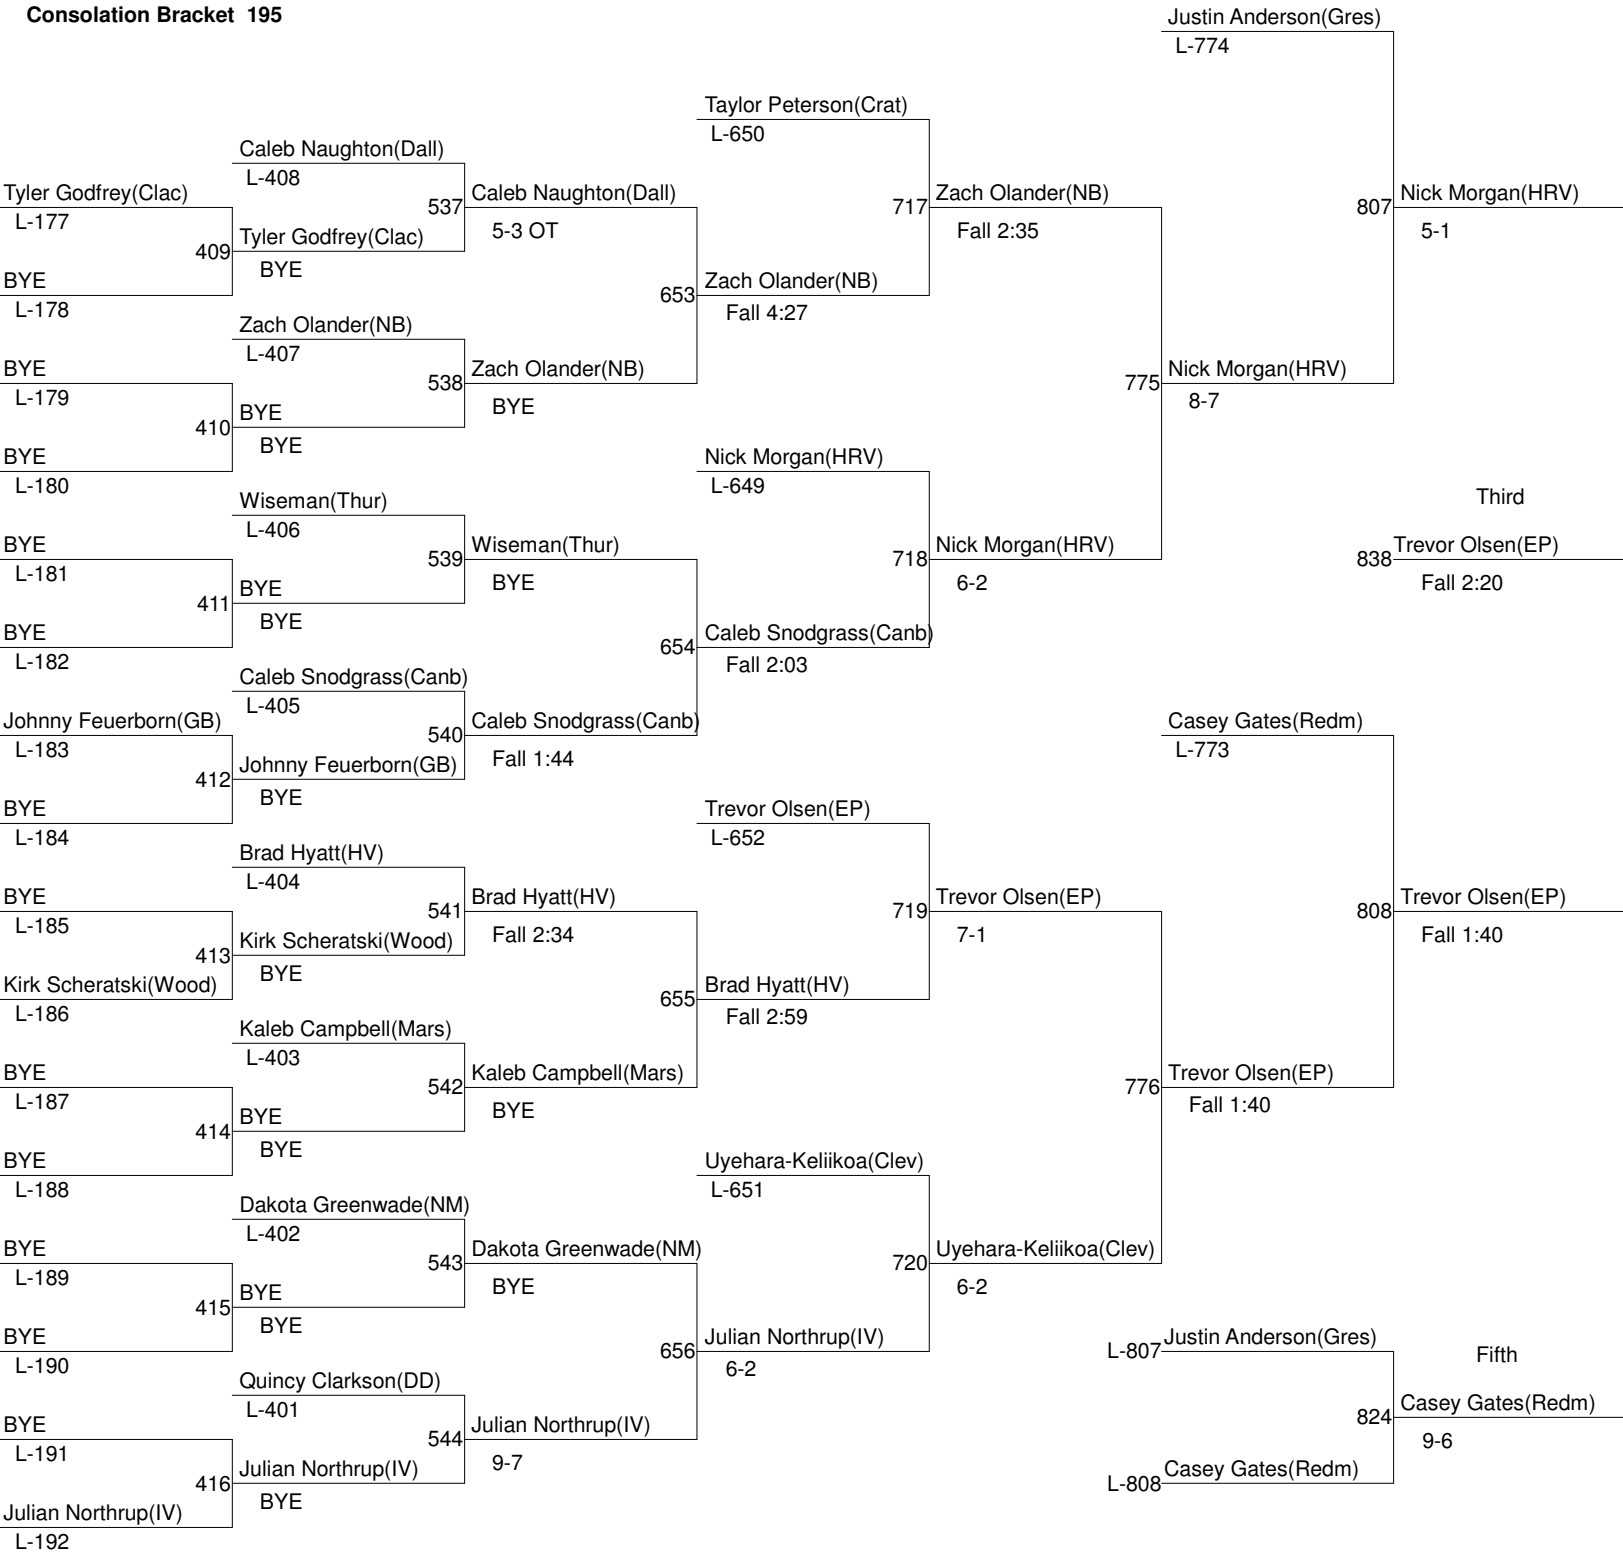 Consolation Bracket 195
Tyler Godfrey(Clac)
L-177
BYE
L-178
BYE
L-179
BYE
L-180
BYE
L-181
BYE
L-182
Johnny Feuerborn(GB)
L-183
BYE
L-184
BYE
L-185
Kirk Scheratski(Wood)
L-186
BYE
L-187
BYE
L-188
BYE
L-189
BYE
L-190
BYE
L-191
Julian Northrup(IV)
L-192
Caleb Naughton(Dall)
L-408
409
Tyler Godfrey(Clac)
BYE
Zach Olander(NB)
L-407
410
BYE
BYE
Wiseman(Thur)
L-406
411
BYE
BYE
Caleb Snodgrass(Canb)
L-405
412
Johnny Feuerborn(GB)
BYE
Brad Hyatt(HV)
L-404
413
Kirk Scheratski(Wood)
BYE
Kaleb Campbell(Mars)
L-403
414
BYE
BYE
Dakota Greenwade(NM)
L-402
415
BYE
BYE
Quincy Clarkson(DD)
L-401
416
Julian Northrup(IV)
BYE
537
Caleb Naughton(Dall)
5-3 OT
538
Zach Olander(NB)
BYE
539
Wiseman(Thur)
BYE
540
Caleb Snodgrass(Canb)
Fall 1:44
541
Brad Hyatt(HV)
Fall 2:34
542
Kaleb Campbell(Mars)
BYE
543
Dakota Greenwade(NM)
BYE
544
Julian Northrup(IV)
9-7
Taylor Peterson(Crat)
L-650
653
Zach Olander(NB)
Fall 4:27
Nick Morgan(HRV)
L-649
654
Caleb Snodgrass(Canb)
Fall 2:03
Trevor Olsen(EP)
L-652
655
Brad Hyatt(HV)
Fall 2:59
Uyehara-Keliikoa(Clev)
L-651
656
Julian Northrup(IV)
6-2
717
Zach Olander(NB)
Fall 2:35
718
Nick Morgan(HRV)
6-2
719
Trevor Olsen(EP)
7-1
720
Uyehara-Keliikoa(Clev)
6-2
Justin Anderson(Gres)
L-774
775
Nick Morgan(HRV)
8-7
Casey Gates(Redm)
L-773
776
Trevor Olsen(EP)
Fall 1:40
807
Nick Morgan(HRV)
5-1
Third
838
Trevor Olsen(EP)
Fall 2:20
808
Trevor Olsen(EP)
Fall 1:40
L-807
Justin Anderson(Gres)
L-808
Casey Gates(Redm)
Fifth
824
Casey Gates(Redm)
9-6